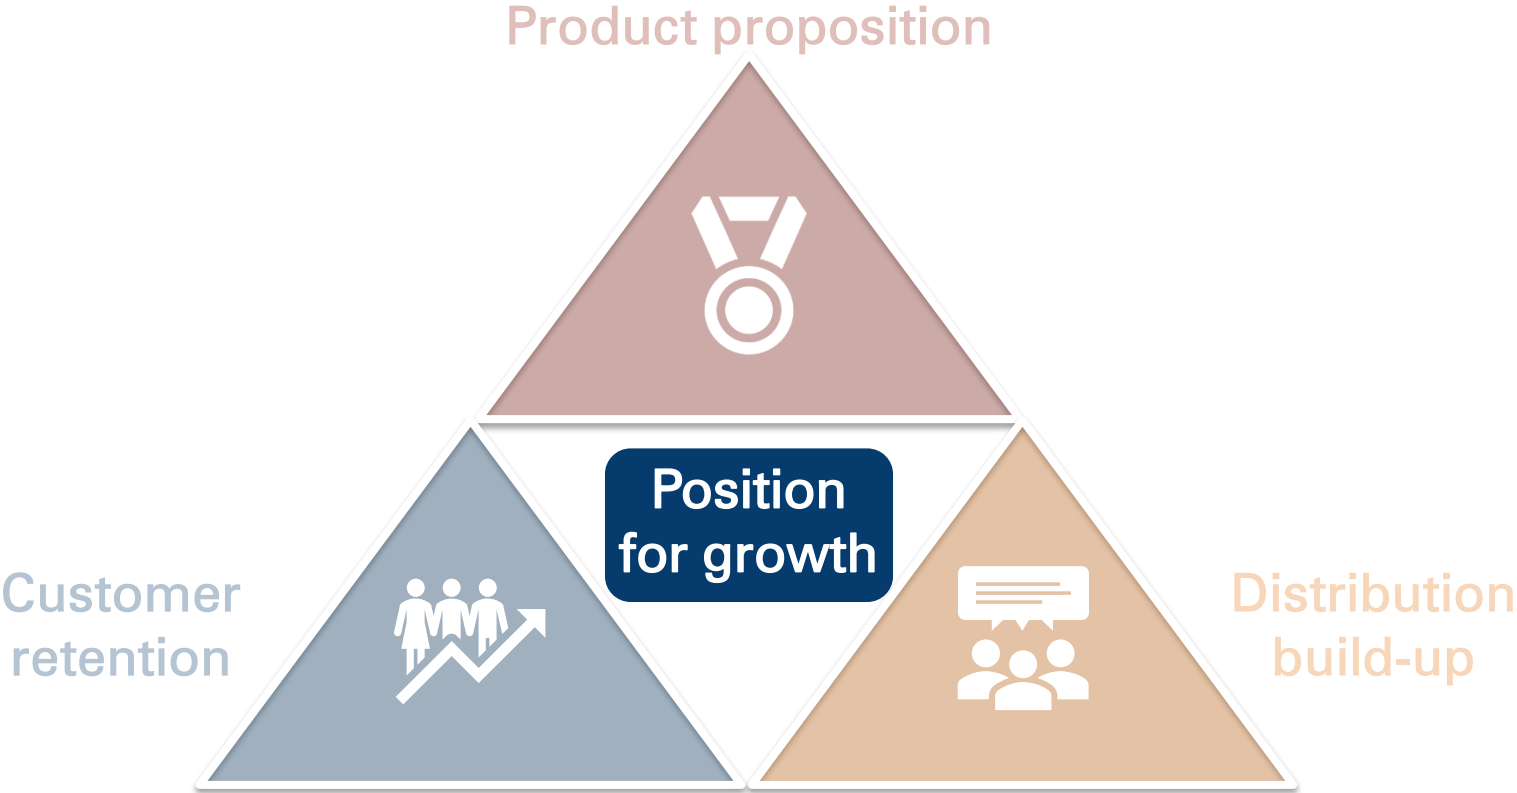 Product proposition
Position
for growth
Customer
retention
Distribution
build-up